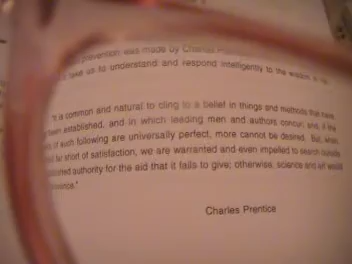 prevention was made by Charles
us to understand and respond intelligently to the wisdom
"It is common and natural to cling to a belief in things and methods that have
been established, and in which leading men and authors concur; and, if the
of such following are universally perfect, more cannot be desired. But, when
far short of satisfaction, we are warranted and even impelled to search outside
authority for the aid that it fails to give; otherwise, science and art would
Charles Prentice